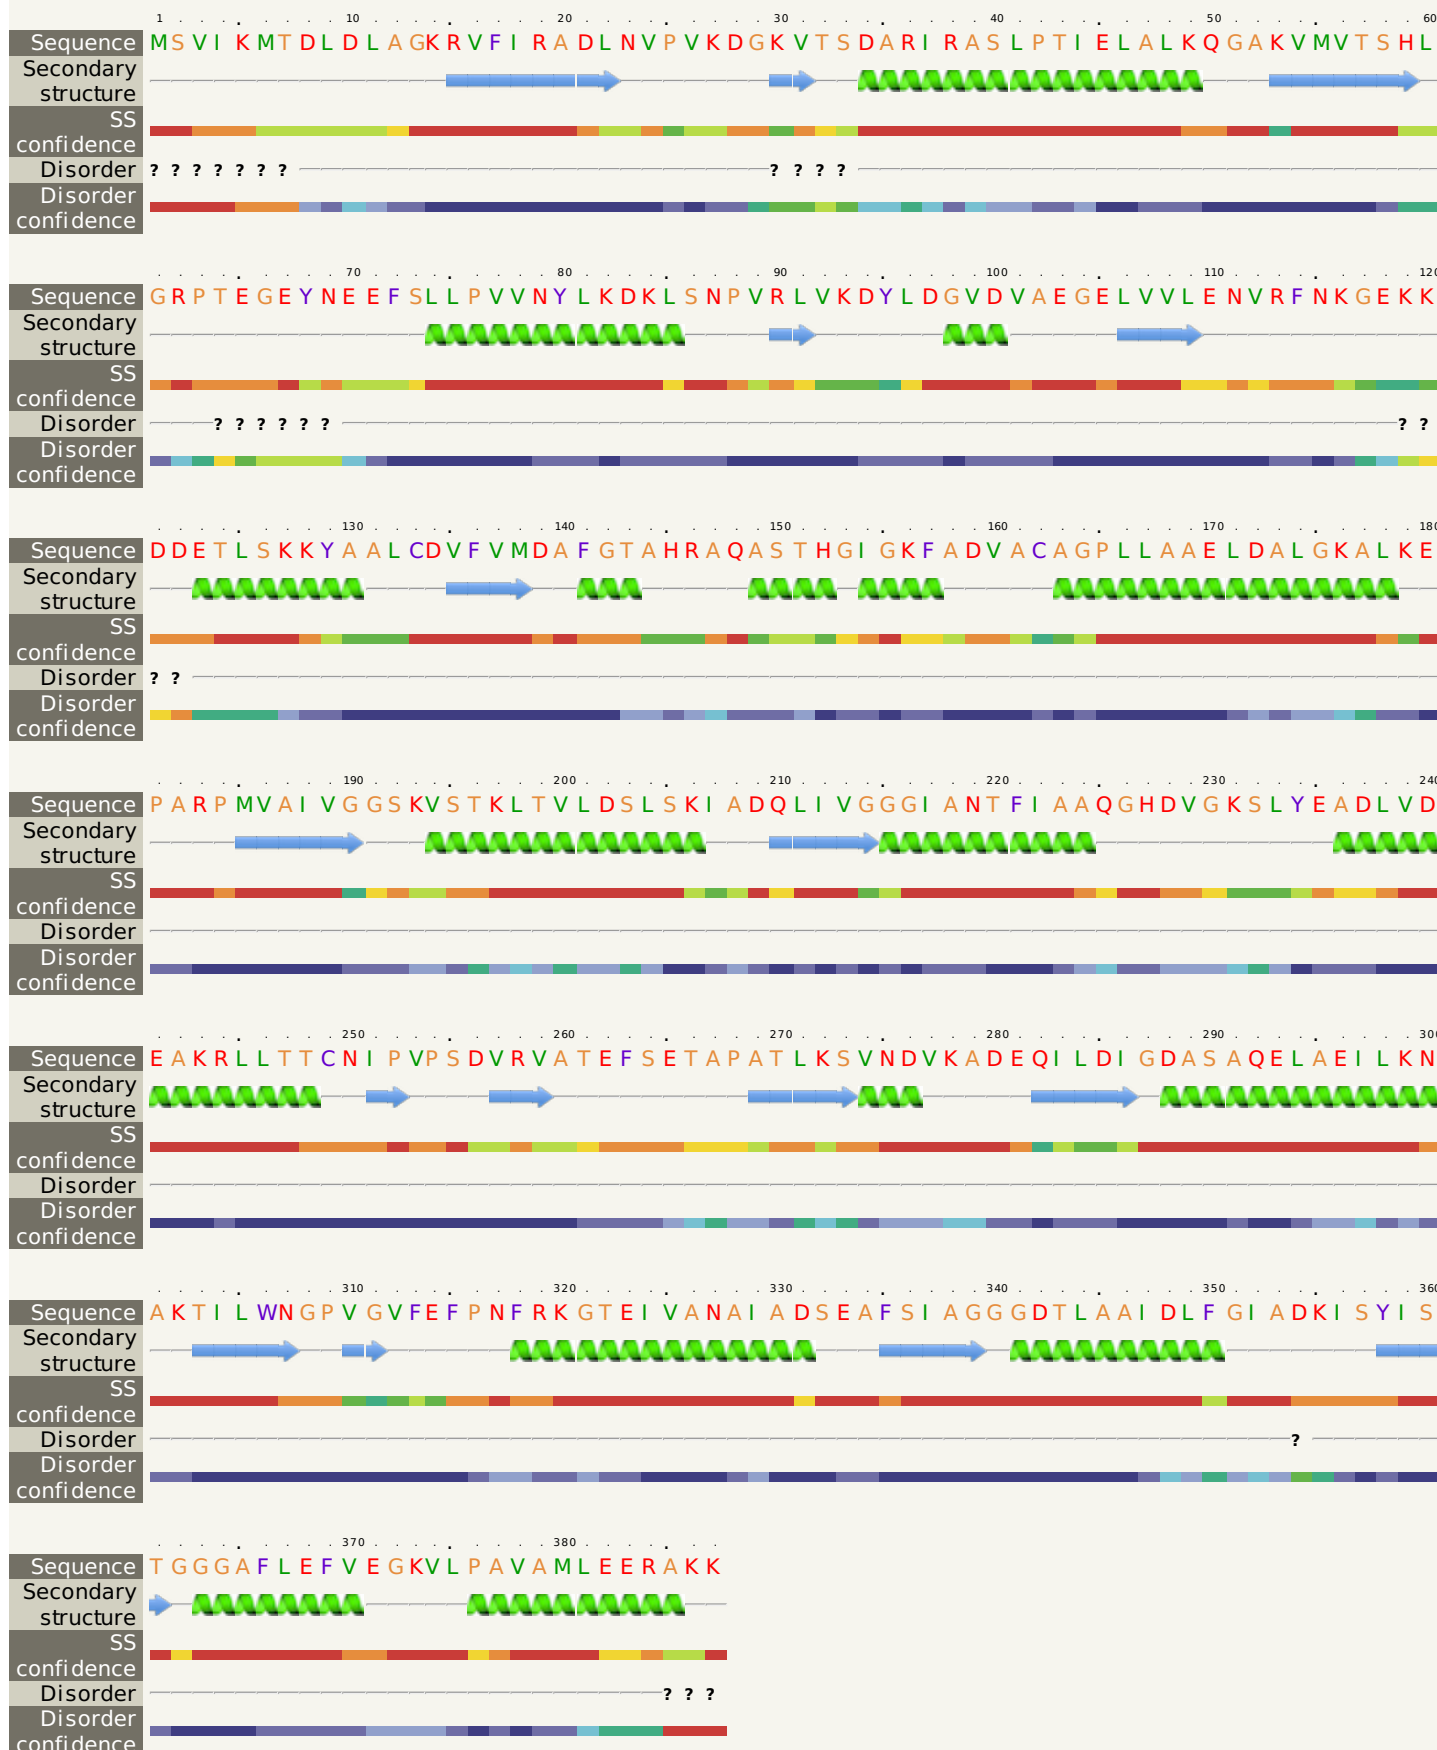 1 10 20 30 40 50 60
Sequence MSVIKMTDLDLAGKRVFIRADLNVPVKDGKVTSDARIRASLPTIELALKQGAKVMVTSHL
Secondary
structure
SS
confidence
Disorder ? ? ? ? ? ? ? ? ? ? ?
Disorder
confidence
70 80 90 100 110 120
Sequence GRPTEGEYNEEFSLLPVVNYLKDKLSNPVRLVKDYLDGVDVAEGELVVLENVRFNKGEKK
Secondary
structure
SS
confidence
Disorder ? ? ? ? ? ? ? ?
Disorder
confidence
130 140 150 160 170 180
Sequence DDETLSKKYAALCDVFVMDAFGTAHRAQASTHGIGKFADVACAGPLLAAELDALGKALKE
Secondary
structure
SS
confidence
Disorder ? ?
Disorder
confidence
190 200 210 220 230 240
Sequence PARPMVAIVGGSKVSTKLTVLDSLSKIADQLIVGGGIANTFIAAQGHDVGKSLYEADLVD
Secondary
structure
SS
confidence
Disorder
Disorder
confidence
250 260 270 280 290 300
Sequence EAKRLLTTCNIPVPSDVRVATEFSETAPATLKSVNDVKADEQILDIGDASAQELAEILKN
Secondary
structure
SS
confidence
Disorder
Disorder
confidence
310 320 330 340 350 360
Sequence AKTILWNGPVGVFEFPNFRKGTEIVANAIADSEAFSIAGGGDTLAAIDLFGIADKISYIS
Secondary
structure
SS
confidence
Disorder ?
Disorder
confidence
370 380
Sequence TGGGAFLEFVEGKVLPAVAMLEERAKK
Secondary
structure
SS
confidence
Disorder ? ? ?
Disorder
confidence